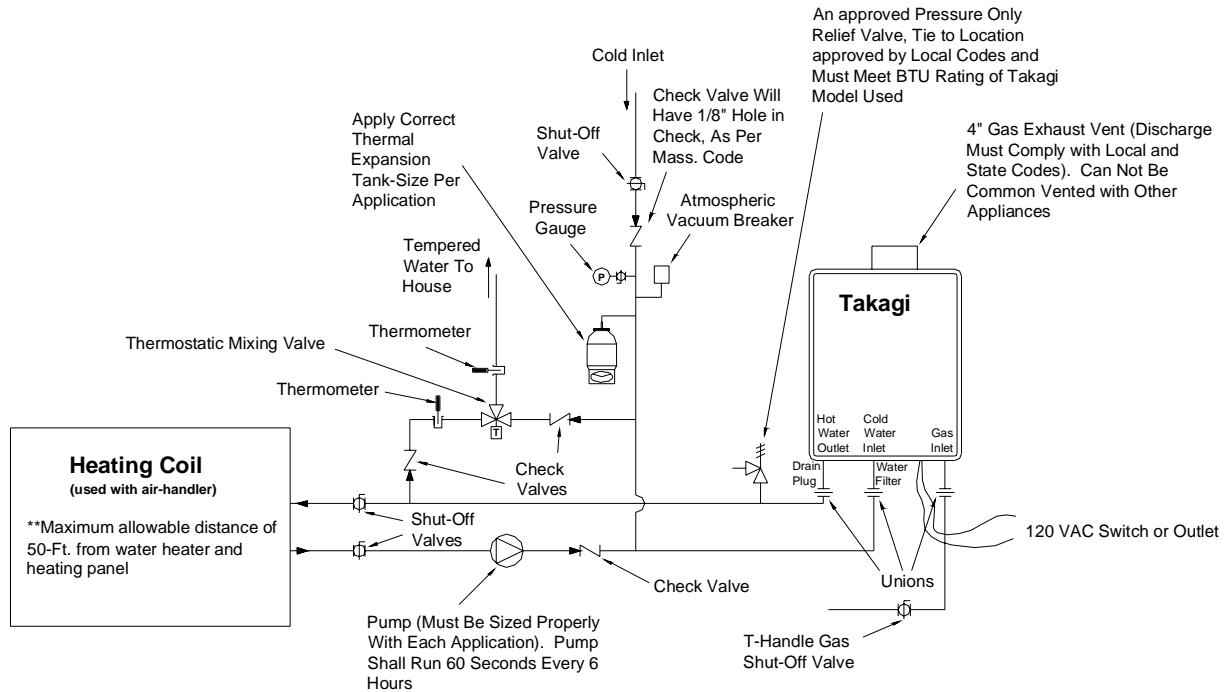 An approved Pressure Only
Relief Valve, Tie to Location
approved by Local Codes and
Must Meet BTU Rating of Takagi
Model Used
Cold Inlet
Check Valve Will
Have 1/8" Hole in
Check, As Per
Mass. Code
Apply Correct
Thermal
Expansion
Tank-Size Per
Application
Shut-Off
Valve
4" Gas Exhaust Vent (Discharge
Must Comply with Local and
State Codes). Can Not Be
Common Vented with Other
Appliances
Pressure
Gauge
Atmospheric
Vacuum Breaker
Tempered
Water To
House
P
Takagi
Thermometer
Thermostatic Mixing Valve
Thermometer
T
Hot
Water
Outlet
Cold
Water
Inlet
Gas
Inlet
Heating Coil
(used with air-handler)
**Maximum allowable distance of
50-Ft. from water heater and
heating panel
Check
Valves
Drain
Plug
Water
Filter
Shut-Off
Valves
120 VAC Switch or Outlet
Unions
Check Valve
Pump (Must Be Sized Properly
With Each Application). Pump
Shall Run 60 Seconds Every 6
Hours
T-Handle Gas
Shut-Off Valve